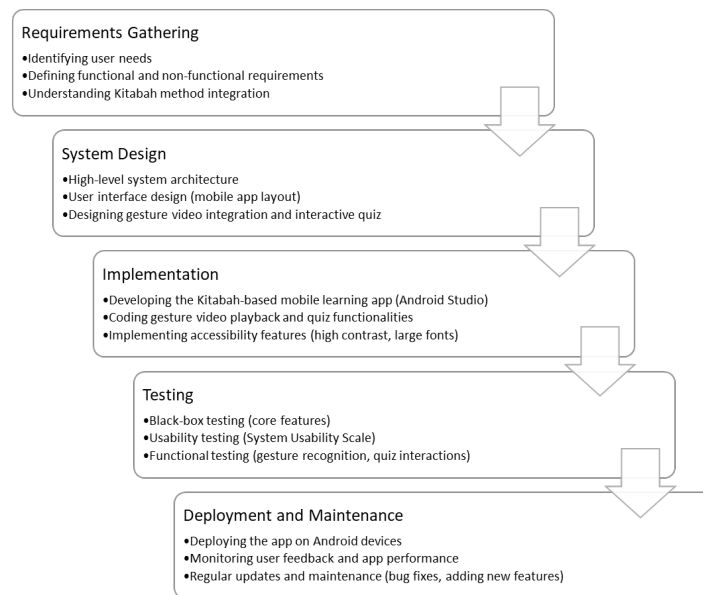 Requirements Gathering
•Identifying user needs
•Defining functional and non-functional requirements
•Understanding Kitabah method integration
System Design
•High-level system architecture
•User interface design (mobile app layout)
•Designing gesture video integration and interactive quiz
Implementation
•Developing the Kitabah-based mobile learning app (Android Studio)
•Coding gesture video playback and quiz functionalities
•Implementing accessibility features (high contrast, large fonts)
Testing
•Black-box testing (core features)
•Usability testing (System Usability Scale)
•Functional testing (gesture recognition, quiz interactions)
Deployment and Maintenance
•Deploying the app on Android devices
•Monitoring user feedback and app performance
•Regular updates and maintenance (bug fixes, adding new features)